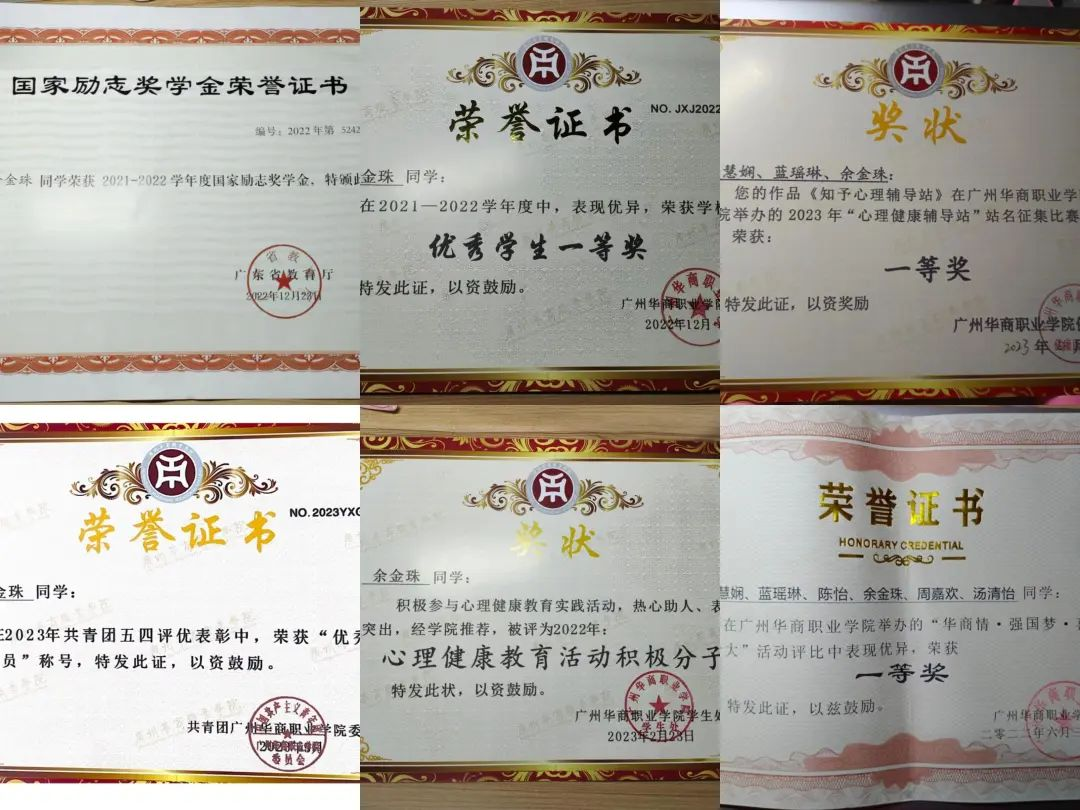 国家励志奖学金荣誉证书
编号：2022 年第 5242
金珠 同学荣获 2021-2022 学年度国家励志奖学金，特颁此
广东省教育厅
2022年12月23日
荣誉证书
NO. JXJ2022
金珠 同学：
在2021—2022学年度中，表现优异，荣获学校
优秀学生一等奖
特发此证，以资鼓励。
广州华商职业学院
2022年12月
奖状
慧娴、蓝瑶琳、余金珠：
您的作品《知予心理辅导站》在广州华商职业学
院举办的 2023 年“心理健康辅导站”站名征集比赛
荣获：
一等奖
特发此证，以资奖励
广州华商职业学院
2023 年
荣誉证书
NO. 2023YXG
金珠 同学：
在2023年共青团五四评优表彰中，荣获“优秀
员”称号，特发此证，以资鼓励。
共青团广州华商职业学院委
委员会
奖状
余金珠 同学：
积极参与心理健康教育实践活动，热心助人、表
突出，经学院推荐，被评为2022年：
心理健康教育活动积极分子
特发此状，以资鼓励。
广州华商职业学院学生处
2023年2月23日
荣誉证书
HONORARY CREDENTIAL
慧娴、蓝瑶琳、陈怡、余金珠、周嘉欢、汤清怡 同学：
在广州华商职业学院举办的“华商情·强国梦·
大”活动评比中表现优异，荣获
一等奖
特发此证，以兹鼓励。
广州华商职业学
二零二二年六月